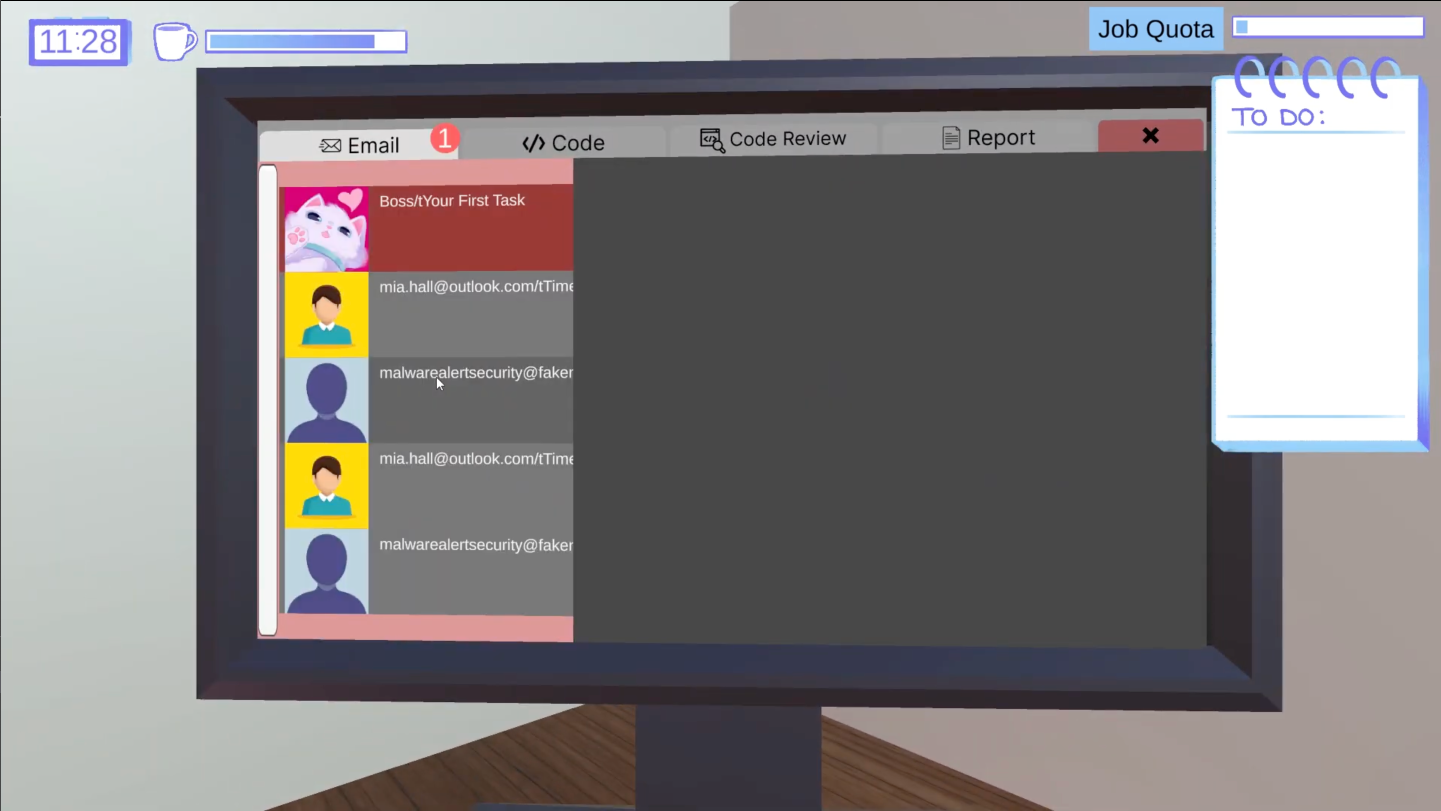 11:28
Job Quota
TO DO:
Email
1
Code
Code Review
Report
Boss/tYour First Task
mia.hall@outlook.com/tTime
malwarealertsecurity@faker
mia.hall@outlook.com/tTime
malwarealertsecurity@faker